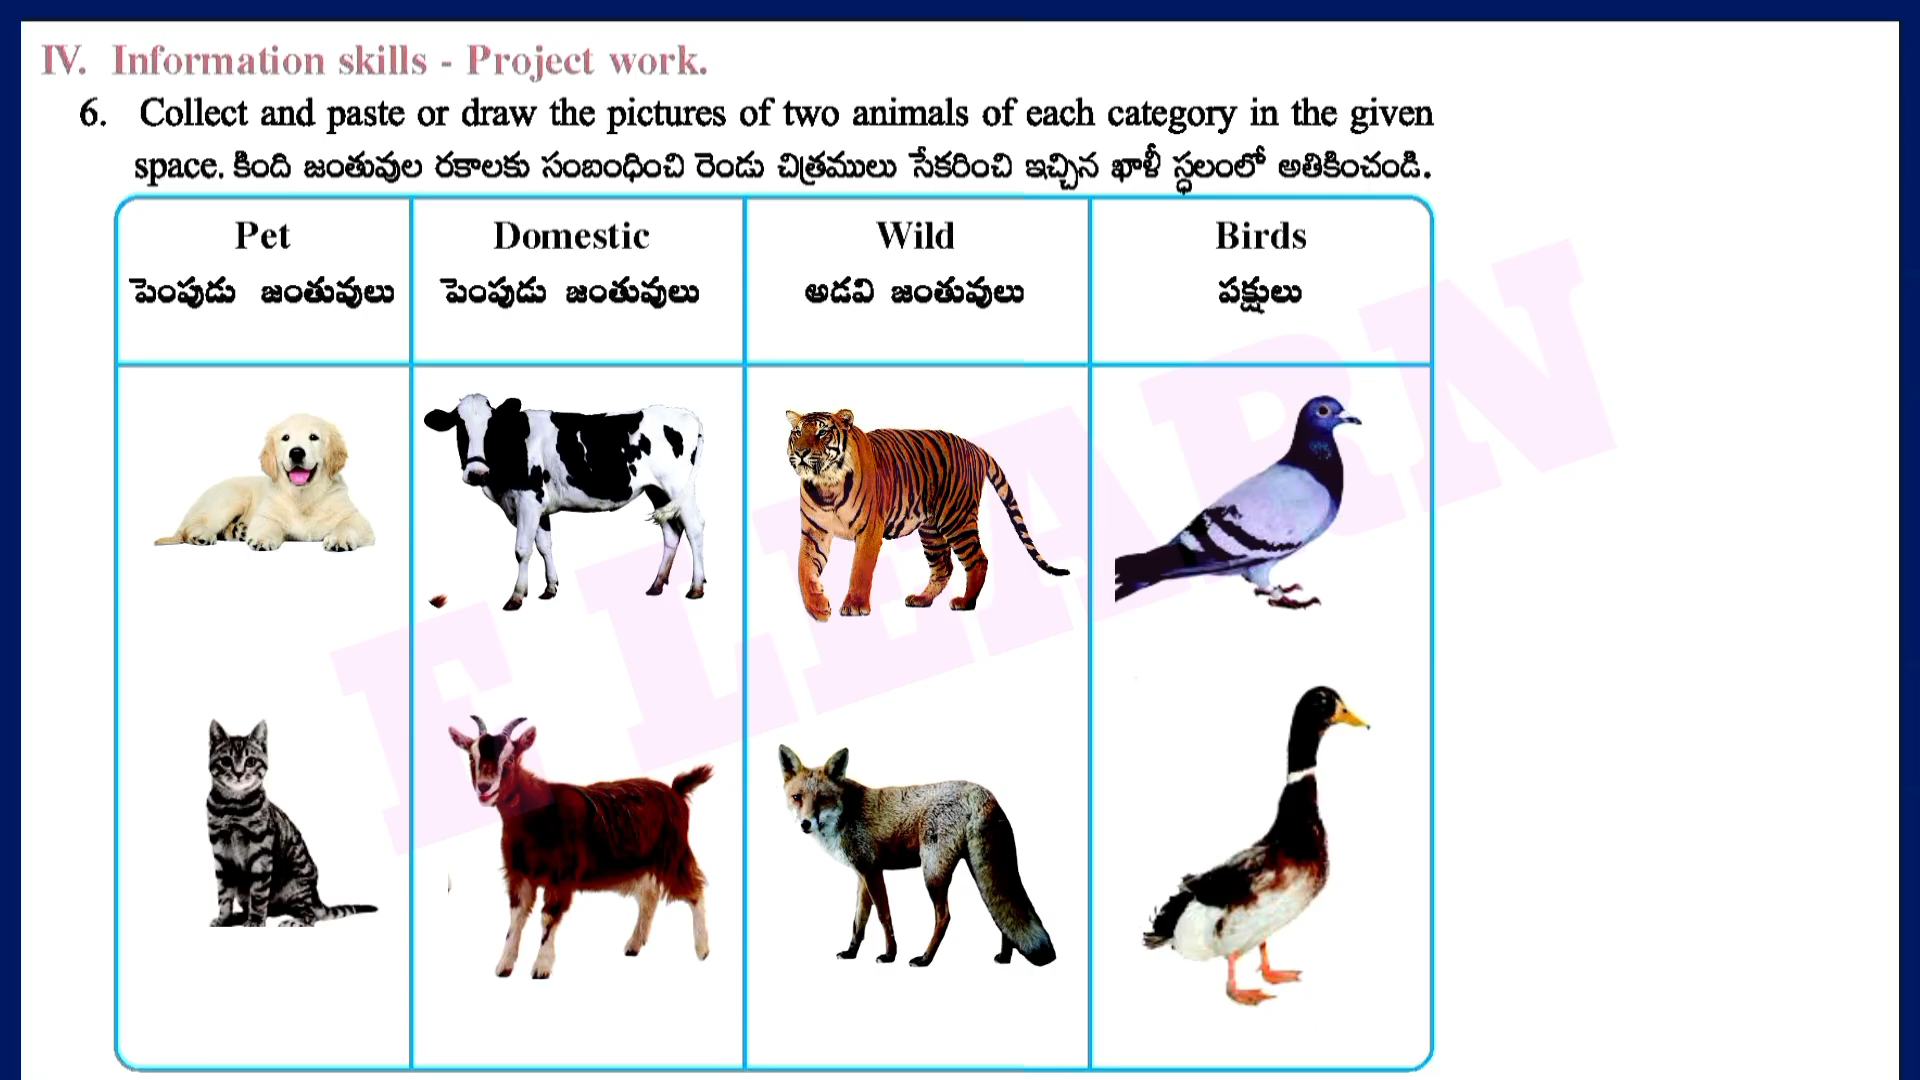 IV. Information skills - Project work.
6. Collect and paste or draw the pictures of two animals of each category in the given
space. కింది జంతువుల రకాలకు సంబంధించి రెండు చిత్రములు సేకరించి ఇచ్చిన ఖాళీ స్థలంలో అతికించండి.
Pet
Domestic
Wild
Birds
పెంపుడు జంతువులు
పెంపుడు జంతువులు
అడవి జంతువులు
పక్షులు
E LEARN